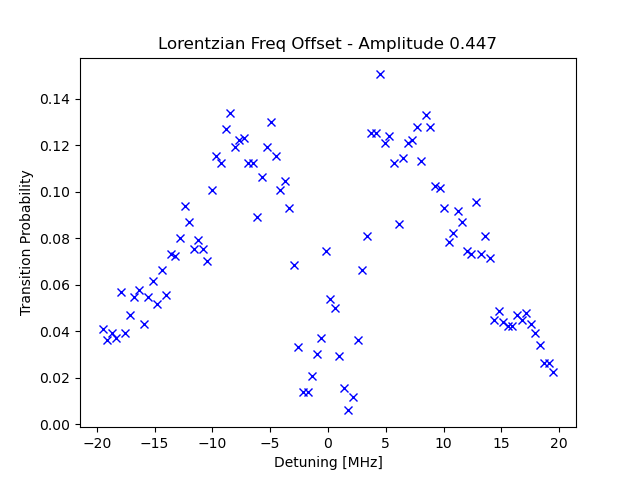 Lorentzian Freq Offset - Amplitude 0.447
Transition Probability
0.14
0.12
0.10
0.08
0.06
0.04
0.02
0.00
−20 −15 −10 −5 0 5 10 15 20
Detuning [MHz]